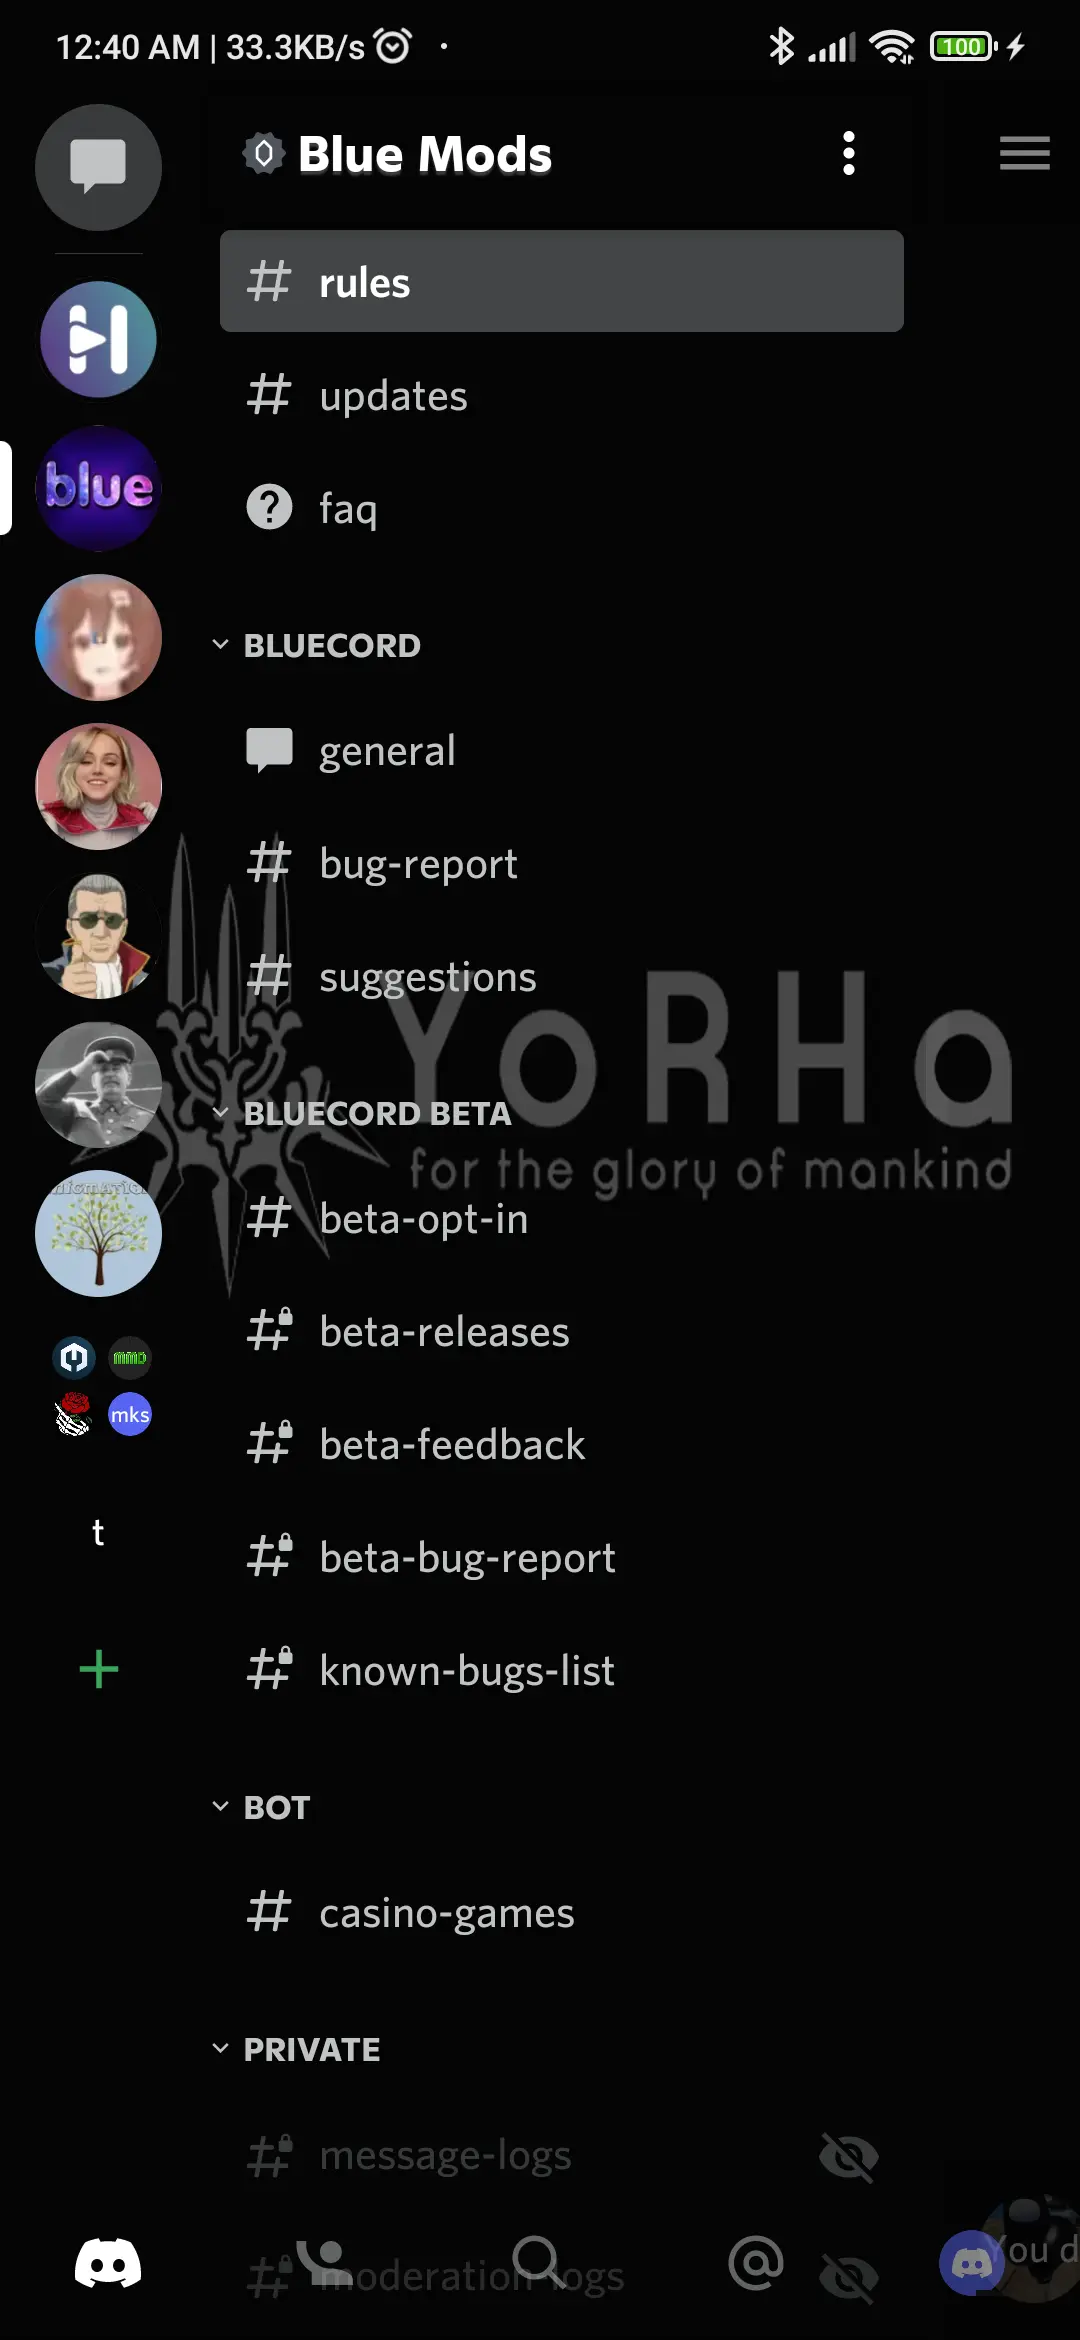 12:40 AM | 33.3KB/s
100
Blue Mods
rules
updates
blue
faq
BLUECORD
general
bug-report
suggestions
YoRHa
BLUECORD BETA
for the glory of mankind
beta-opt-in
beta-releases
mmd
beta-feedback
mks
t
beta-bug-report
known-bugs-list
BOT
casino-games
PRIVATE
message-logs
You d
moderation-logs